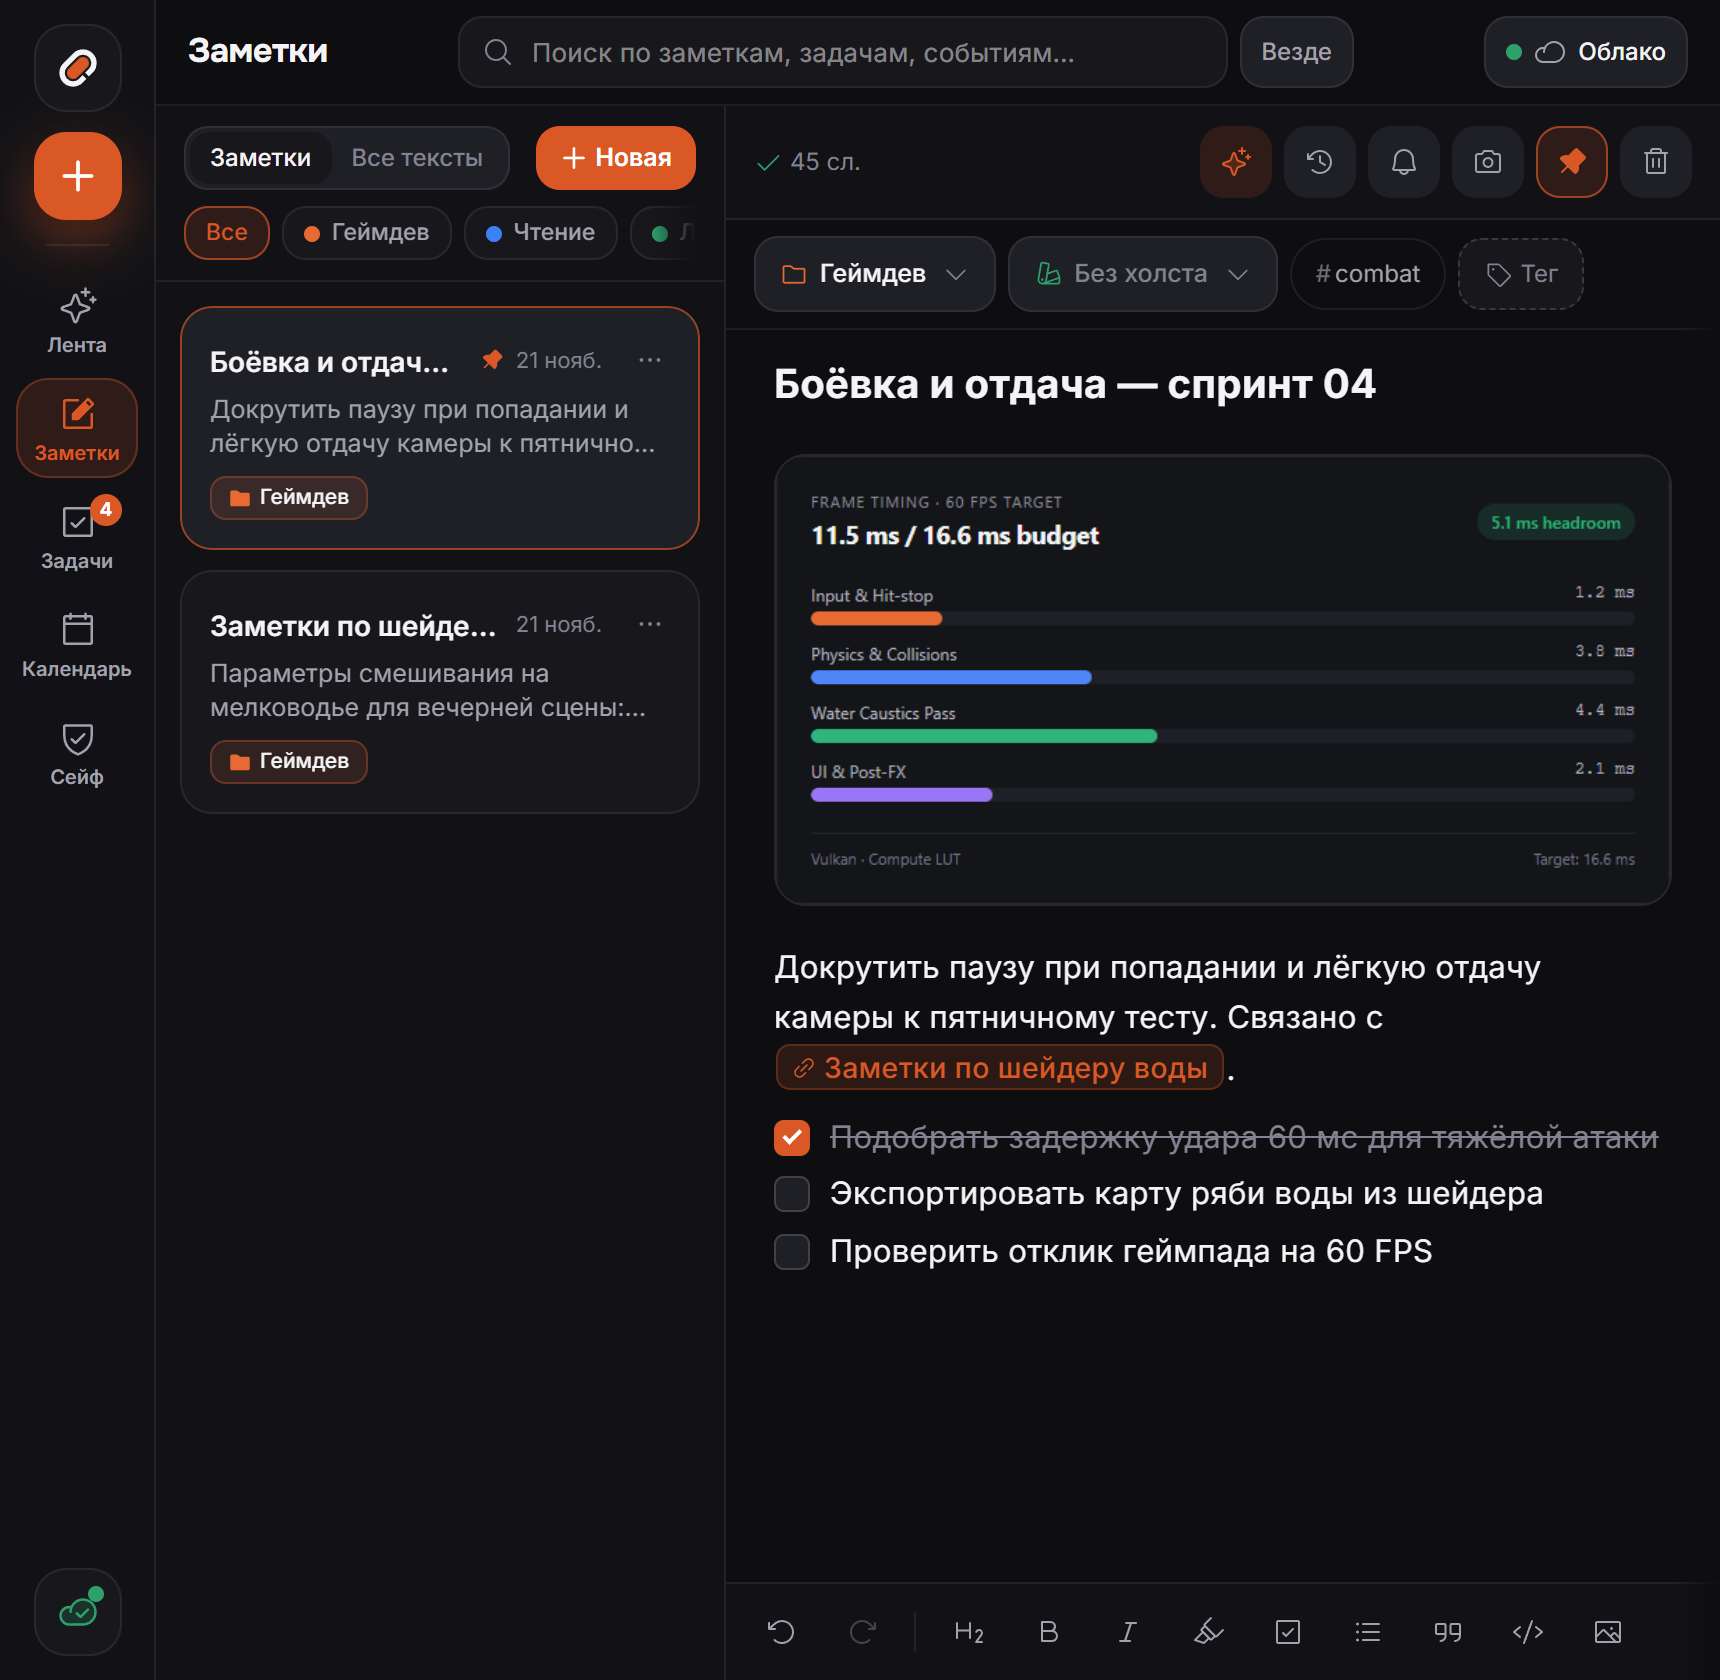 Заметки
Поиск по заметкам, задачам, событиям...
Везде
Облако
Лента
Заметки
4
Задачи
Календарь
Сейф
Заметки
Все тексты
Новая
Все
Геймдев
Чтение
Боёвка и отдач...
21 нояб.
Докрутить паузу при попадании и
лёгкую отдачу камеры к пятнично...
Геймдев
Заметки по шейде...
21 нояб.
Параметры смешивания на
мелководье для вечерней сцены:...
Геймдев
45 сл.
Геймдев
Без холста
#combat
Тег
Боёвка и отдача — спринт 04
FRAME TIMING · 60 FPS TARGET
11.5 ms / 16.6 ms budget
5.1 ms headroom
Input & Hit-stop
1.2 ms
Physics & Collisions
3.8 ms
Water Caustics Pass
4.4 ms
UI & Post-FX
2.1 ms
Vulkan · Compute LUT
Target: 16.6 ms
Докрутить паузу при попадании и лёгкую отдачу
камеры к пятничному тесту. Связано с
Заметки по шейдеру воды.
Подобрать задержку удара 60 мс для тяжёлой атаки
Экспортировать карту ряби воды из шейдера
Проверить отклик геймпада на 60 FPS
H2
B
I